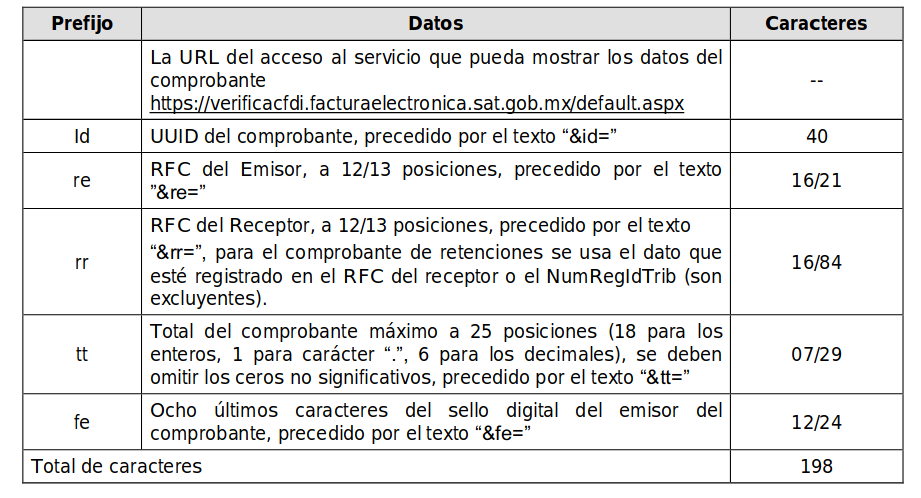 Prefijo Datos Caracteres
La URL del acceso al servicio que pueda mostrar los datos del
comprobante
https://verificacfdi.facturaelectronica.sat.gob.mx/default.aspx
--
Id UUID del comprobante, precedido por el texto “&id=” 40
re RFC del Emisor, a 12/13 posiciones, precedido por el texto
”&re=”
16/21
RFC del Receptor, a 12/13 posiciones, precedido por el texto
“&rr=”, para el comprobante de retenciones se usa el dato que
esté registrado en el RFC del receptor o el NumRegIdTrib (son
excluyentes).
rr 16/84
Total del comprobante máximo a 25 posiciones (18 para los
enteros, 1 para carácter “.”, 6 para los decimales), se deben
omitir los ceros no significativos, precedido por el texto “&tt=”
tt 07/29
fe Ocho últimos caracteres del sello digital del emisor del
comprobante, precedido por el texto “&fe=”
12/24
Total de caracteres 198